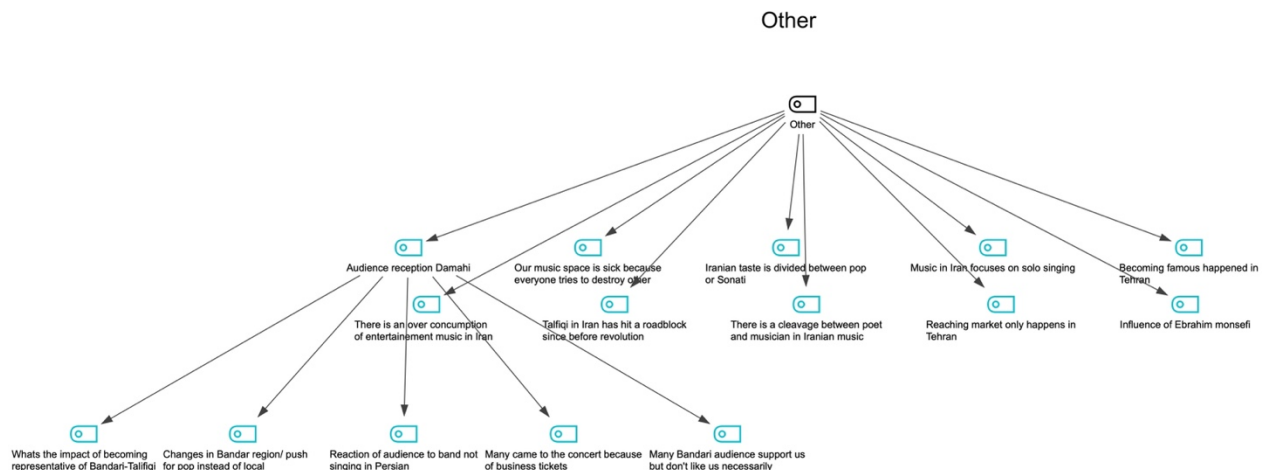 Other
Other
Audience reception Damahi
Our music space is sick because
everyone tries to destroy other
Iranian taste is divided between pop
or Sonati
Music in Iran focuses on solo singing
Becoming famous happened in
Tehran
There is an over concumption
of entertainement music in Iran
Talfiqi in Iran has hit a roadblock
since before revolution
There is a cleavage between poet
and musician in Iranian music
Reaching market only happens in
Tehran
Influence of Ebrahim monsefi
Whats the impact of becoming
representative of Bandari-Talifiqi
Changes in Bandar region/ push
for pop instead of local
Reaction of audience to band not
singing in Persian
Many came to the concert because
of business tickets
Many Bandari audience support us
but don't like us necessarily